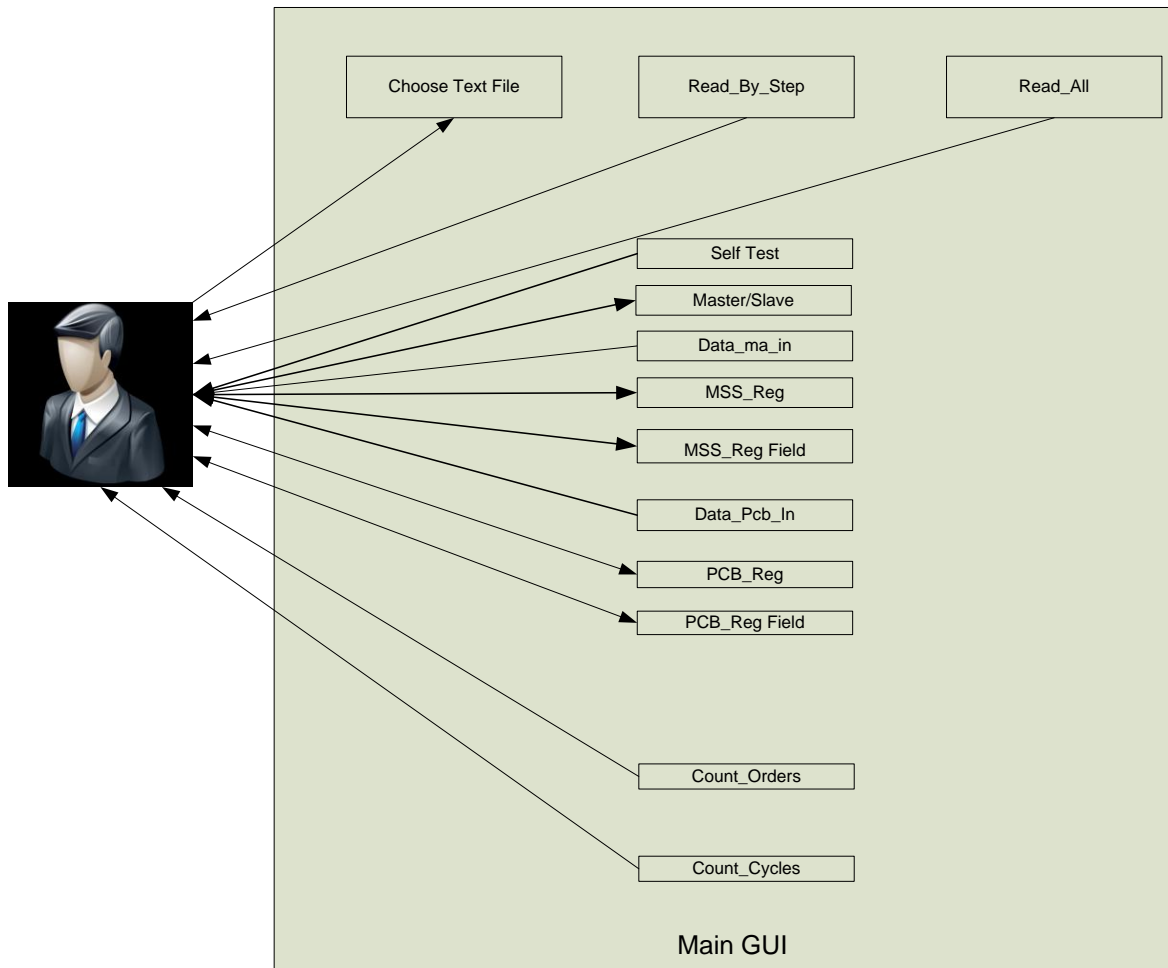 Choose Text File
Read_By_Step
Read_All
Self Test
Master/Slave
Data_ma_in
MSS_Reg
MSS_Reg Field
Data_Pcb_In
PCB_Reg
PCB_Reg Field
Count_Orders
Count_Cycles
Main GUI